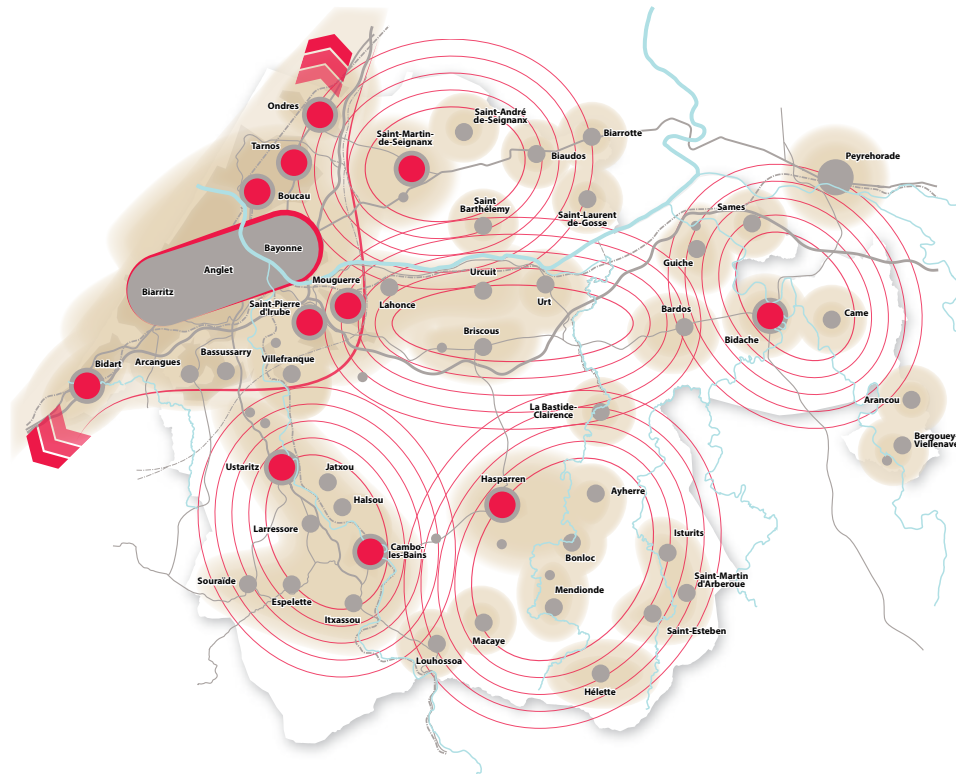 Ondres
Saint-André
de-Seignanx
Saint-Martin-
de-Seignanx
Biarrotte
Tarnos
Biaudos
Peyrehorade
Boucau
Saint
Barthélemy
Saint-Laurent
de-Gosse
Sames
Bayonne
Guiche
Anglet
Urcuit
Mouguerre
Biarritz
Lahonce
Urt
Saint-Pierre
d'Irube
Bardos
Came
Briscous
Bidache
Bassussarry
Villefranque
Bidart
Arcangues
Arancou
La Bastide-
Clairence
Bergouey-
Viellenave
Ustaritz
Jatxou
Hasparren
Ayherre
Halsou
Larressore
Isturits
Cambo-
les-Bains
Bonloc
Souraïde
Saint-Martin
d'Arberoue
Espelette
Mendionde
Itxassou
Saint-Esteben
Macaye
Louhossoa
Hélette